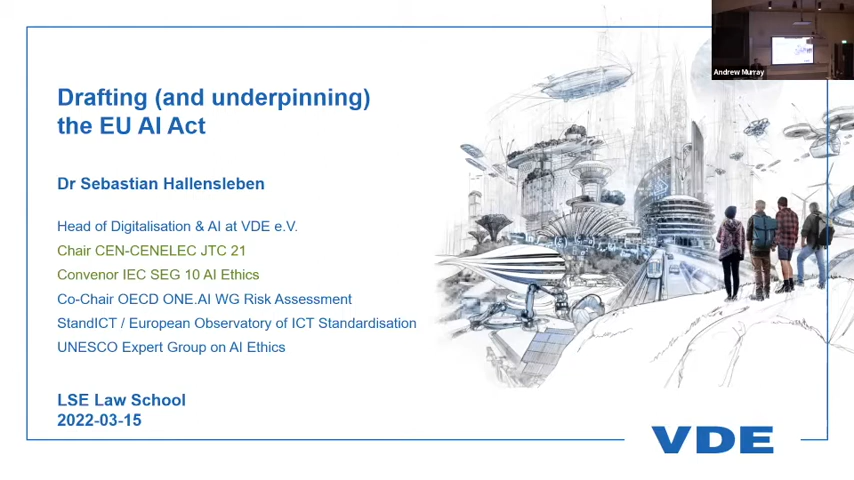 Drafting (and underpinning)
the EU AI Act
Dr Sebastian Hallensleben
Head of Digitalisation & AI at VDE e.V.
Chair CEN-CENELEC JTC 21
Convenor IEC SEG 10 AI Ethics
Co-Chair OECD ONE.AI WG Risk Assessment
StandICT / European Observatory of ICT Standardisation
UNESCO Expert Group on AI Ethics
LSE Law School
2022-03-15
VDE
Andrew Murray